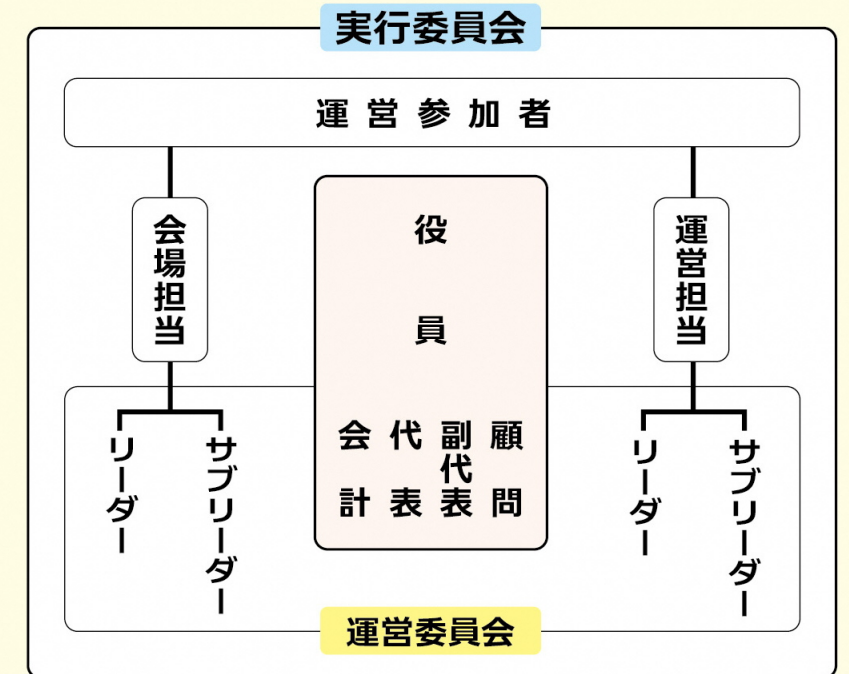 実行委員会
運営参加者
会場担当
役員
運営担当
会計
代表
副代表
顧問
リーダー
サブリーダー
リーダー
サブリーダー
運営委員会